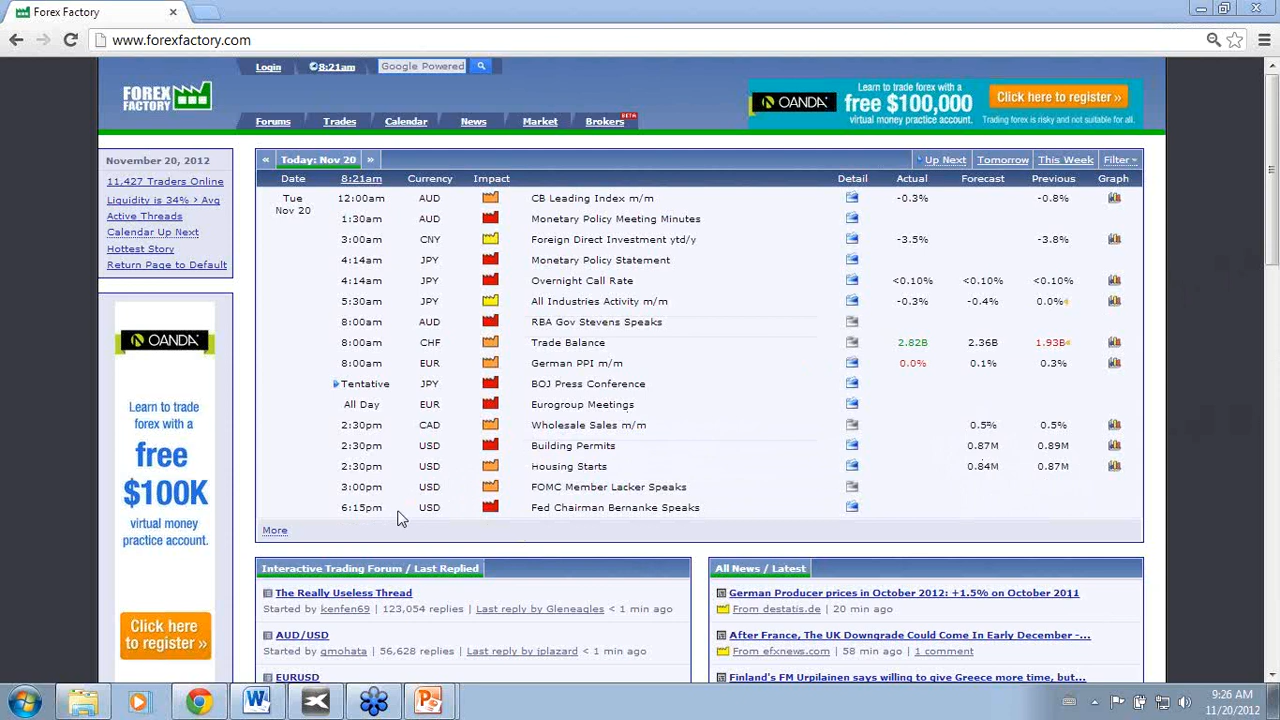 Forex Factory
www.forexfactory.com
Login 8:21am Google Powered
FOREX FACTORY
OANDA Learn to trade forex with a free $100,000 virtual money practice account. Click here to register » Trading forex is risky and not suitable for all.
Forums Trades Calendar News Market Brokers BETA
November 20, 2012
11,427 Traders Online
Liquidity is 34% > Avg
Active Threads
Calendar Up Next
Hottest Story
Return Page to Default
OANDA
Learn to trade
forex with a
free
$100K
virtual money
practice account.
Click here
to register »
« Today: Nov 20 » Up Next Tomorrow This Week Filter
Date 8:21am Currency Impact Detail Actual Forecast Previous Graph
Tue 12:00am AUD CB Leading Index m/m -0.3% -0.8%
Nov 20
1:30am AUD Monetary Policy Meeting Minutes
3:00am CNY Foreign Direct Investment ytd/y -3.5% -3.8%
4:14am JPY Monetary Policy Statement
4:14am JPY Overnight Call Rate <0.10% <0.10% <0.10%
5:30am JPY All Industries Activity m/m -0.3% -0.4% 0.0%
8:00am AUD RBA Gov Stevens Speaks
8:00am CHF Trade Balance 2.82B 2.36B 1.93B
8:00am EUR German PPI m/m 0.0% 0.1% 0.3%
Tentative JPY BOJ Press Conference
All Day EUR Eurogroup Meetings
2:30pm CAD Wholesale Sales m/m 0.5% 0.5%
2:30pm USD Building Permits 0.87M 0.89M
2:30pm USD Housing Starts 0.84M 0.87M
3:00pm USD FOMC Member Lacker Speaks
6:15pm USD Fed Chairman Bernanke Speaks
More
Interactive Trading Forum / Last Replied
The Really Useless Thread
Started by kenfen69 | 123,054 replies | Last reply by Gleneagles < 1 min ago
AUD/USD
Started by gmohata | 56,628 replies | Last reply by jplazard < 1 min ago
EURUSD
All News / Latest
German Producer prices in October 2012: +1.5% on October 2011
From destatis.de | 20 min ago
After France, The UK Downgrade Could Come In Early December -...
From efxnews.com | 58 min ago | 1 comment
Finland's FM Urpilainen says willing to give Greece more time, but...
9:26 AM
11/20/2012